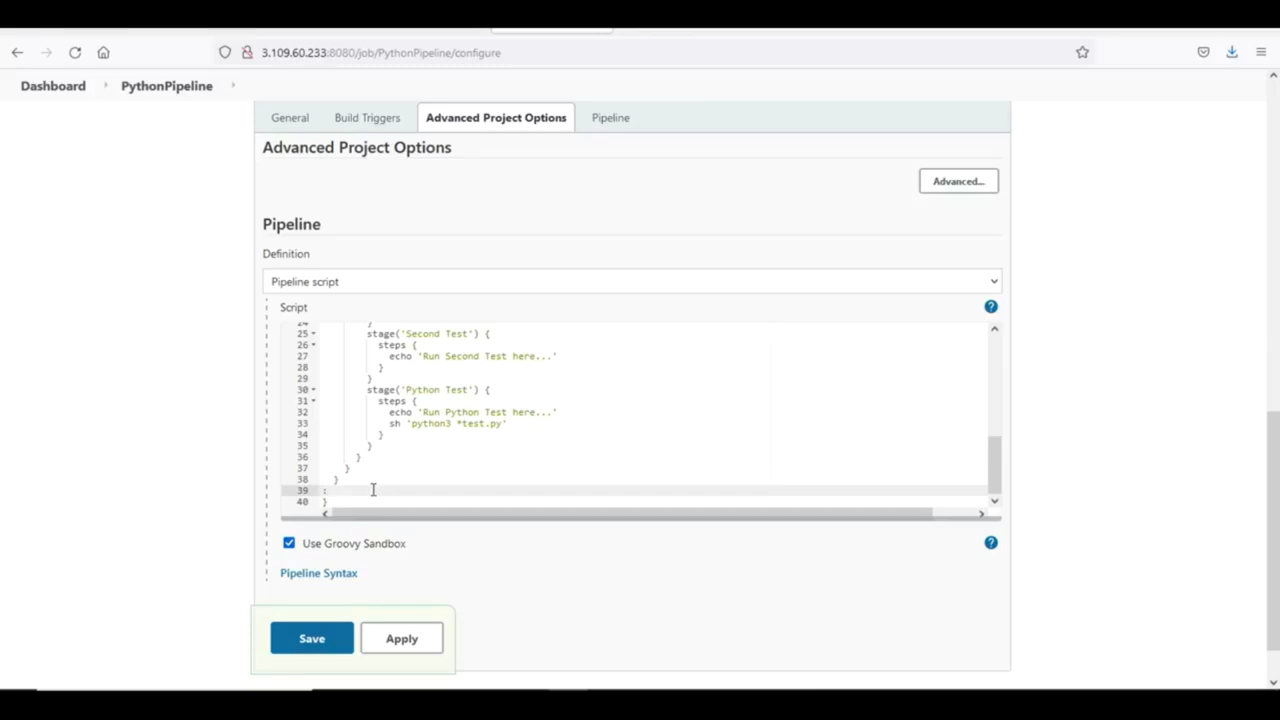 3.109.60.233:8080/job/PythonPipeline/configure
Dashboard PythonPipeline
General Build Triggers Advanced Project Options Pipeline
Advanced Project Options
Advanced...
Pipeline
Definition
Pipeline script
Script
24 }
25 stage('Second Test') {
26 steps {
27 echo 'Run Second Test here...'
28 }
29 }
30 stage('Python Test') {
31 steps {
32 echo 'Run Python Test here...'
33 sh 'python3 *test.py'
34 }
35 }
36 }
37 }
38 }
39 :
40 }
Use Groovy Sandbox
Pipeline Syntax
Save Apply